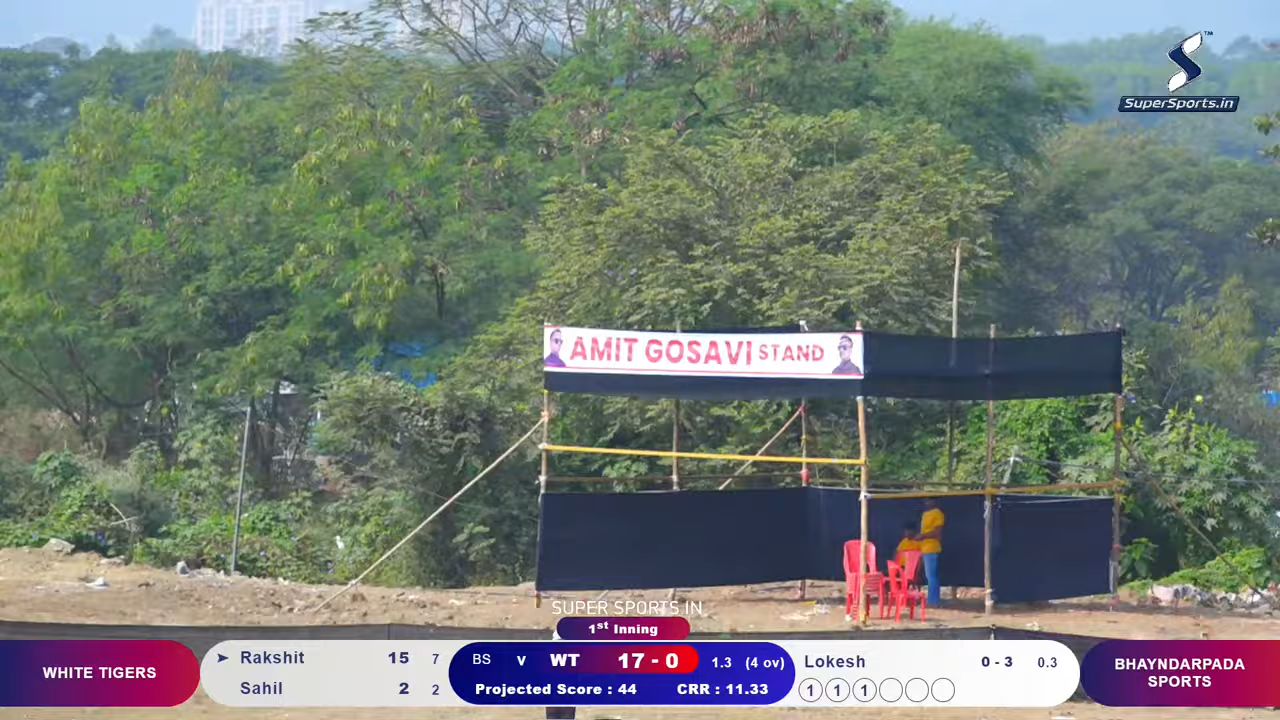 SuperSports.in
TM
AMIT GOSAVI STAND
SUPER SPORTS.IN
1st Inning
WHITE TIGERS
Rakshit 15 7
Sahil 2 2
BS v WT 17 - 0 1.3 (4 ov)
Projected Score : 44 CRR : 11.33
Lokesh 0 - 3 0.3
1 1 1
BHAYNDARPADA
SPORTS